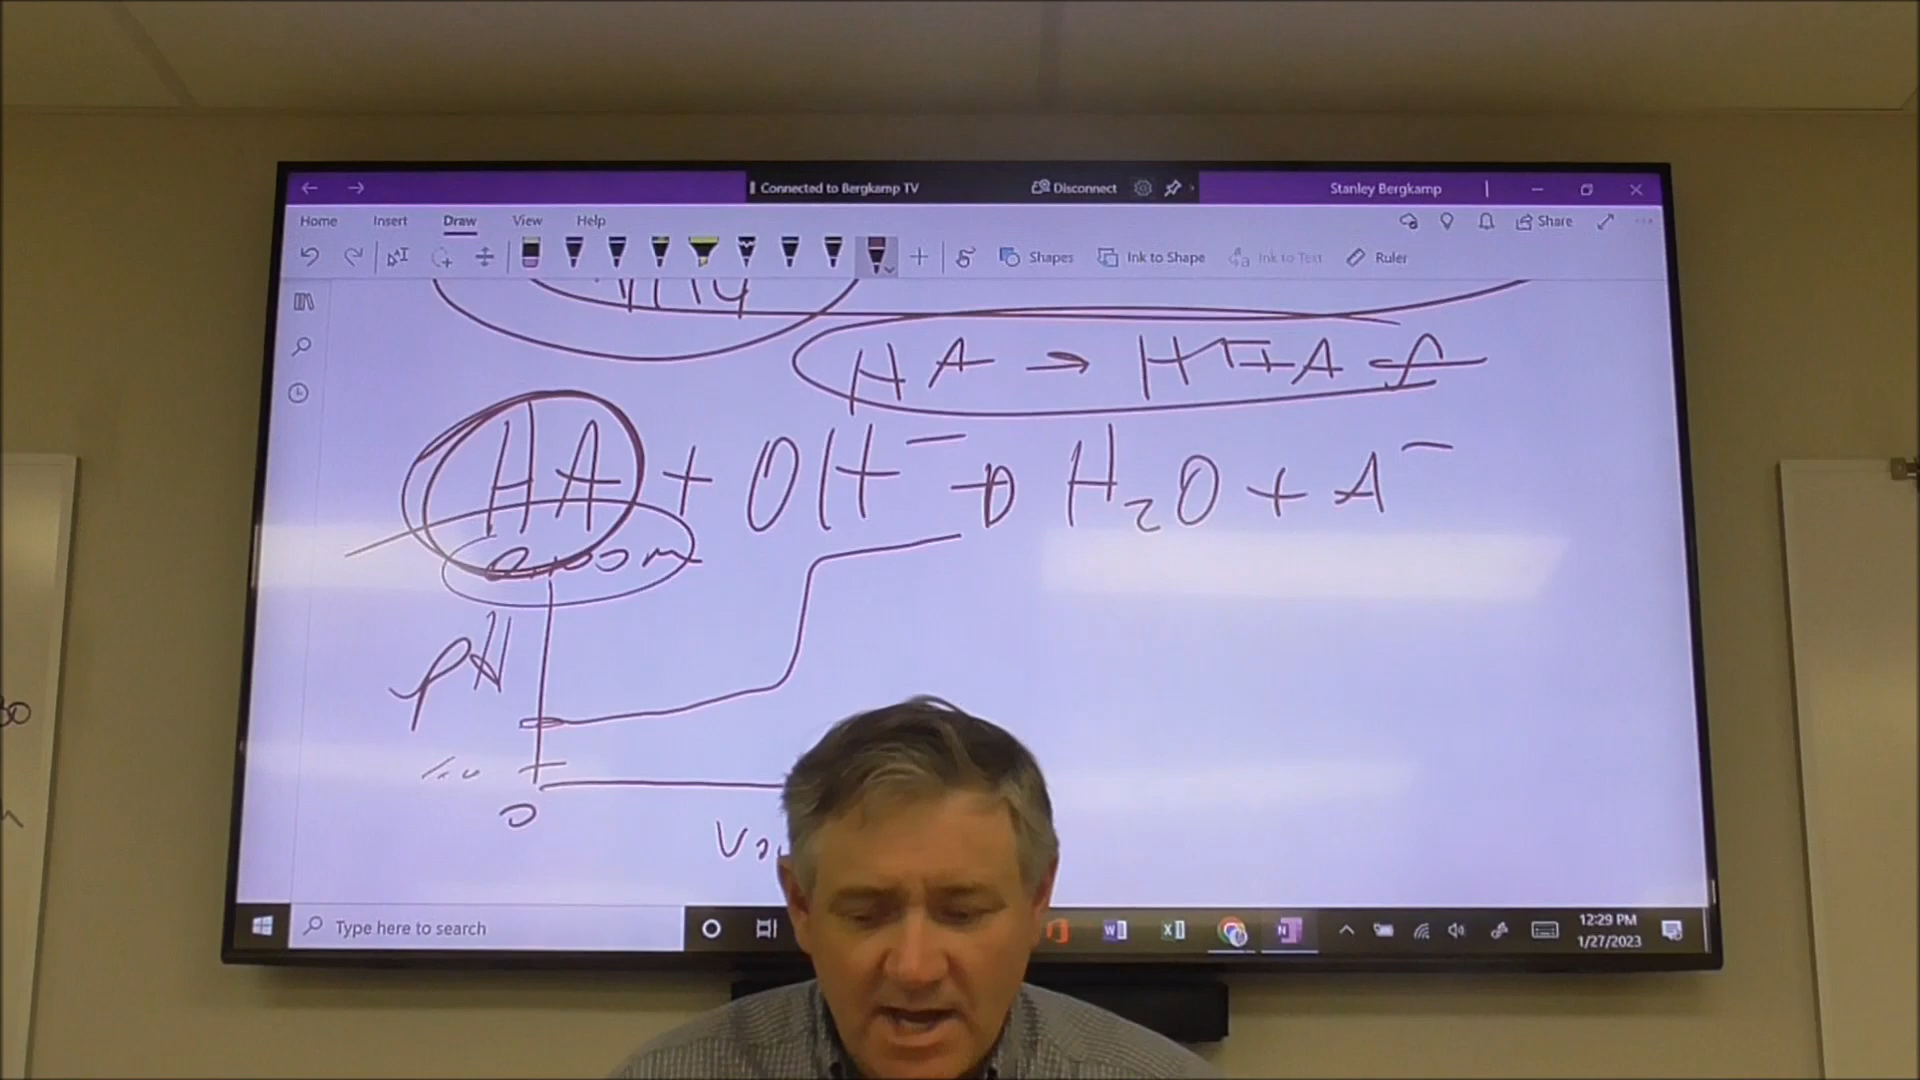 Connected to Bergkamp TV Disconnect Stanley Bergkamp
Home Insert Draw View Help Share
Shapes Ink to Shape Ink to Text Ruler
HA → H+ + A-
HA + OH⁻ → H₂O + A⁻
pH
0
Type here to search
12:29 PM
1/27/2023